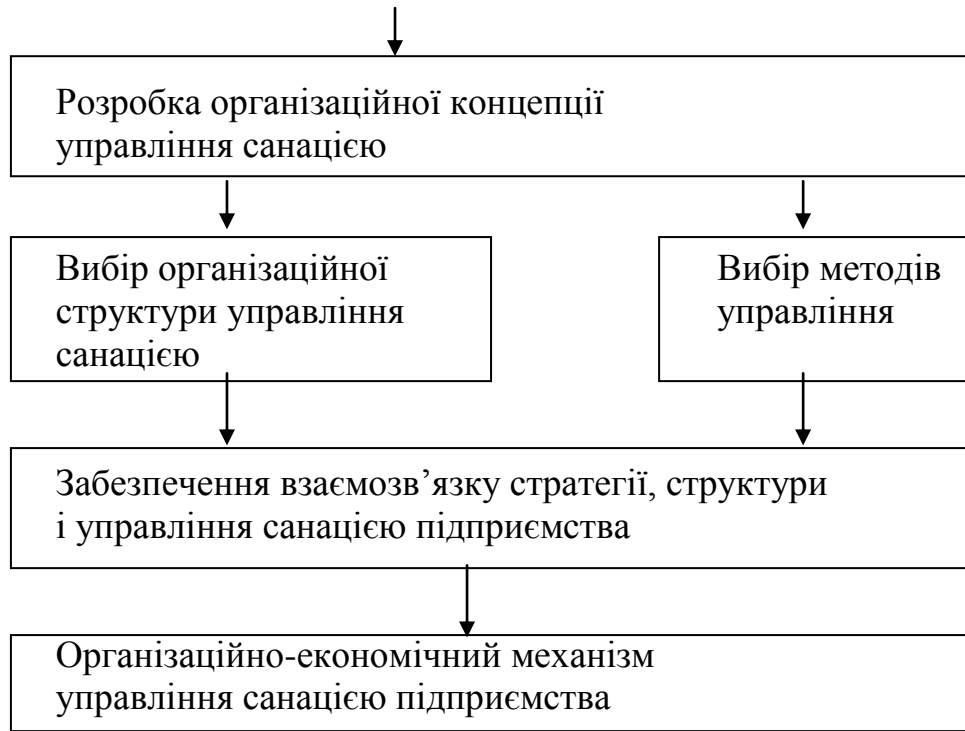 Розробка організаційної концепції
управління санацією
Вибір організаційної
структури управління
санацією
Вибір методів
управління
Забезпечення взаємозв’язку стратегії, структури
і управління санацією підприємства
Організаційно-економічний механізм
управління санацією підприємства